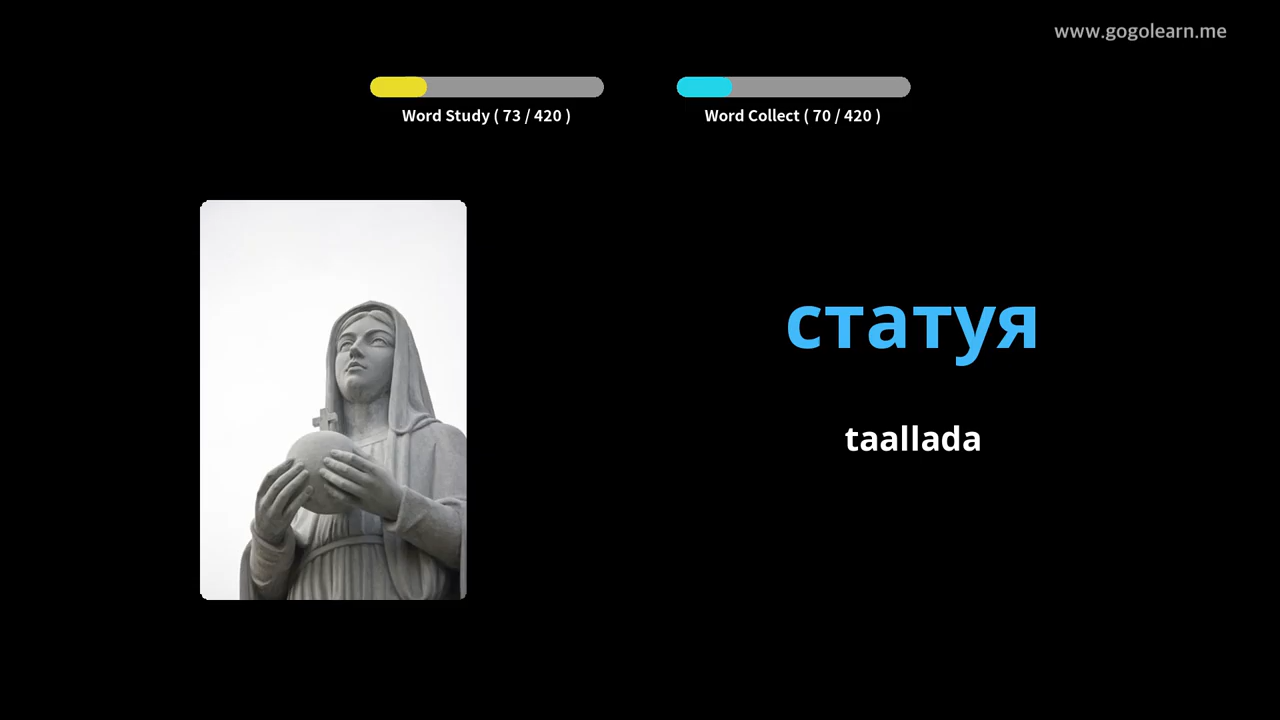 www.gogolearn.me
Word Study ( 73 / 420 )
Word Collect ( 70 / 420 )
статуя
taallada